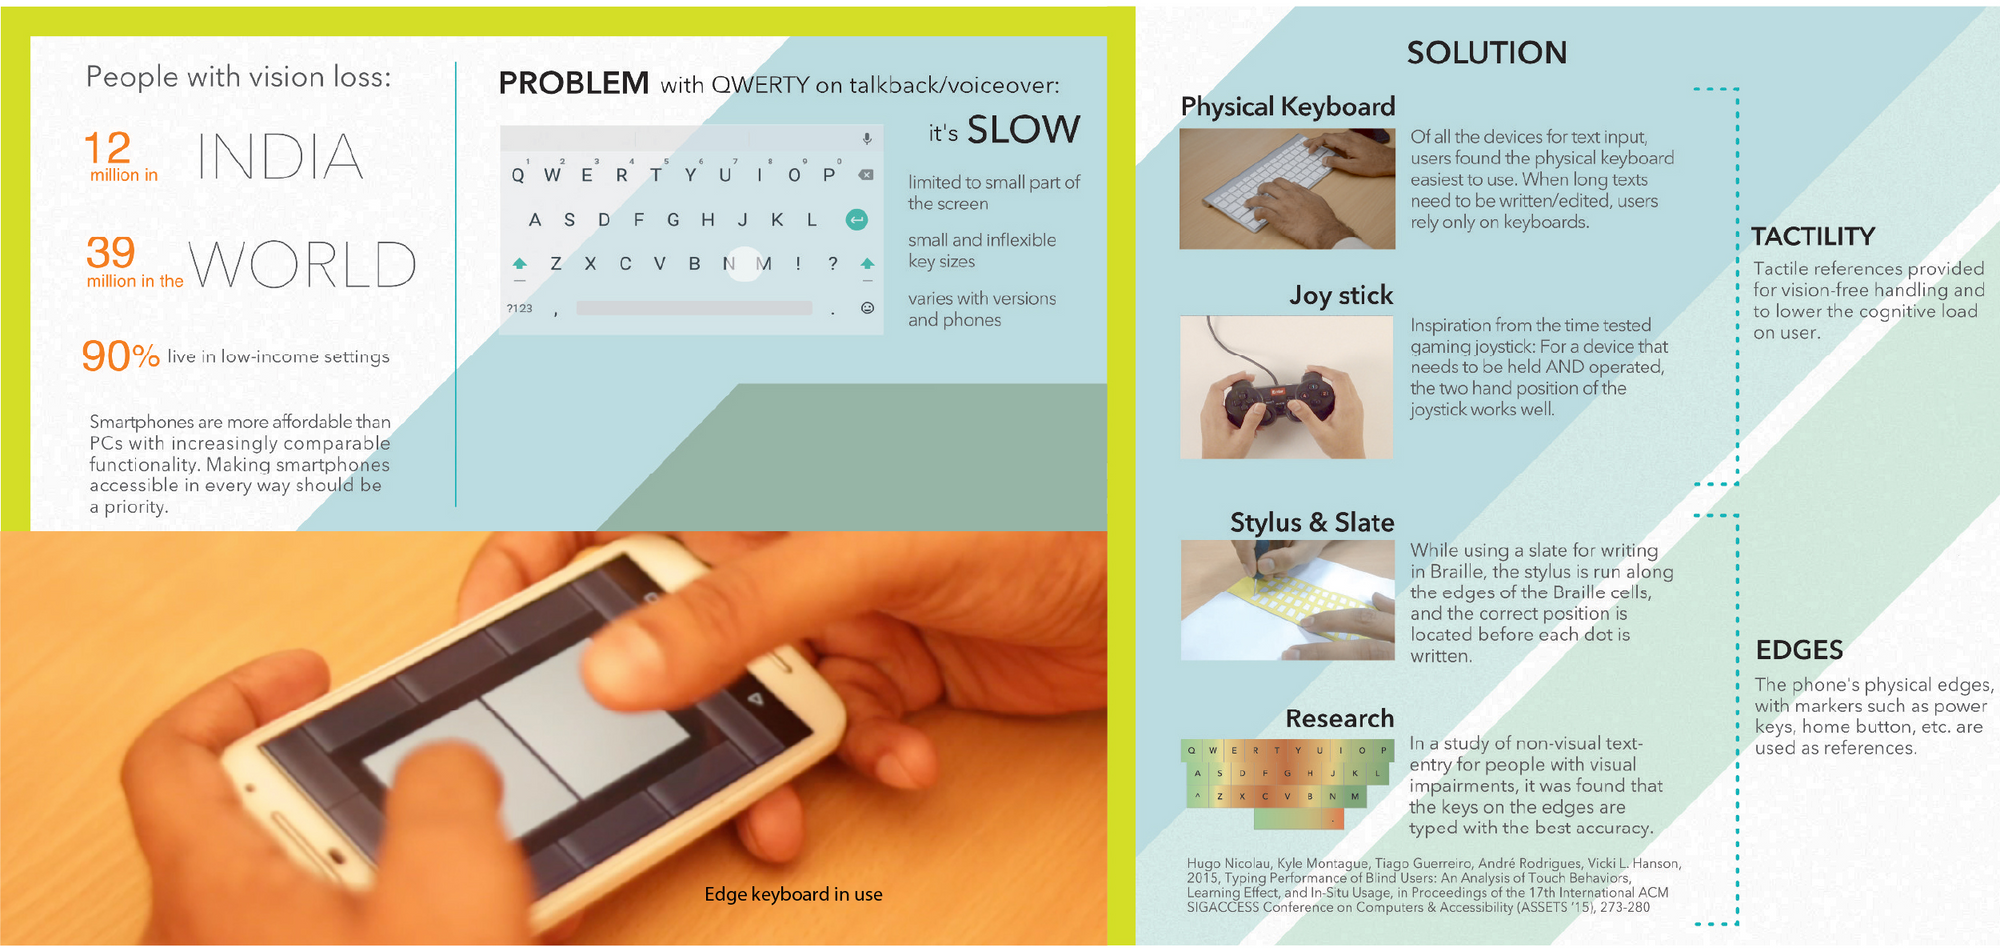 People with vision loss:
12
million in
INDIA
39
million in the
WORLD
90% live in low-income settings
Smartphones are more affordable than
PCs with increasingly comparable
functionality. Making smartphones
accessible in every way should be
a priority.
PROBLEM with QWERTY on talkback/voiceover:
it's SLOW
1 2 3 4 5 6 7 8 9 0
Q W E R T Y U I O P
A S D F G H J K L
Z X C V B N M ! ?
?123 , .
limited to small part of
the screen
small and inflexible
key sizes
varies with versions
and phones
Edge keyboard in use
SOLUTION
Physical Keyboard
Of all the devices for text input,
users found the physical keyboard
easiest to use. When long texts
need to be written/edited, users
rely only on keyboards.
Joy stick
Inspiration from the time tested
gaming joystick: For a device that
needs to be held AND operated,
the two hand position of the
joystick works well.
TACTILITY
Tactile references provided
for vision-free handling and
to lower the cognitive load
on user.
Stylus & Slate
While using a slate for writing
in Braille, the stylus is run along
the edges of the Braille cells,
and the correct position is
located before each dot is
written.
Research
Q W E R T Y U I O P
A S D F G H J K L
^ Z X C V B N M
.
In a study of non-visual text-
entry for people with visual
impairments, it was found that
the keys on the edges are
typed with the best accuracy.
EDGES
The phone's physical edges,
with markers such as power
keys, home button, etc. are
used as references.
Hugo Nicolau, Kyle Montague, Tiago Guerreiro, André Rodrigues, Vicki L. Hanson,
2015, Typing Performance of Blind Users: An Analysis of Touch Behaviors,
Learning Effect, and In-Situ Usage, in Proceedings of the 17th International ACM
SIGACCESS Conference on Computers & Accessibility (ASSETS '15), 273-280